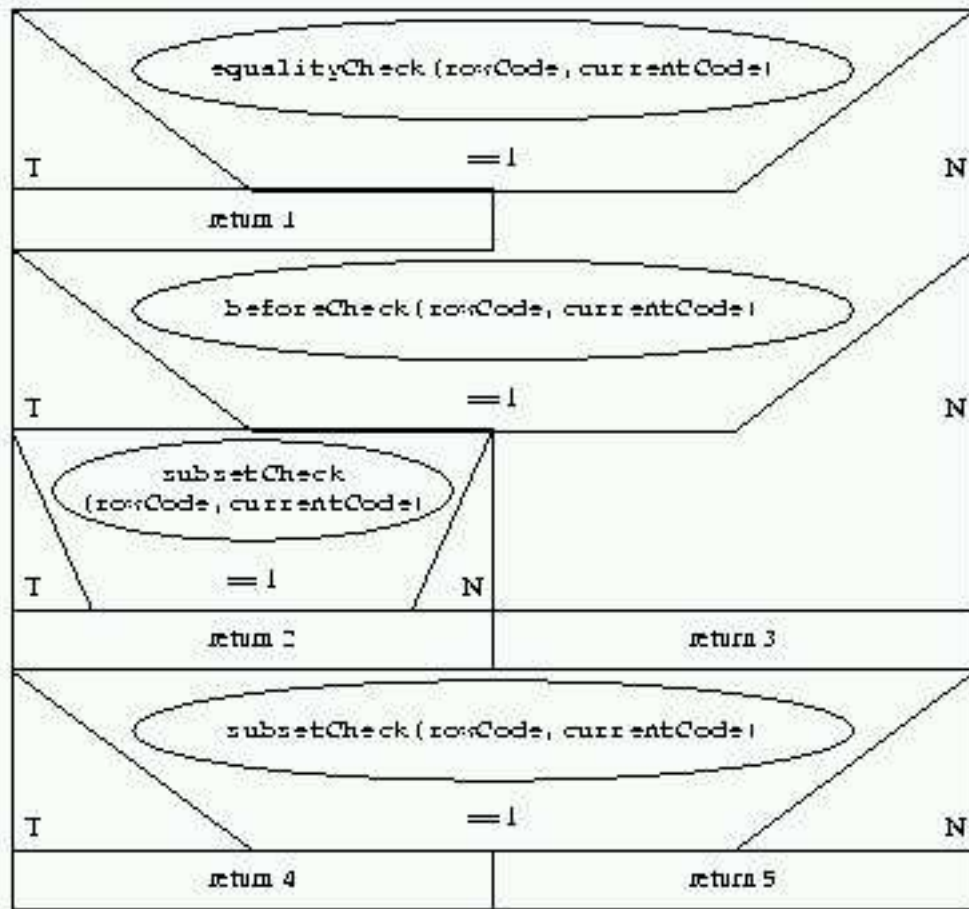 equalityCheck(rowCode,currentCode)
== 1
T
N
return 1
beforeCheck(rowCode,currentCode)
== 1
T
N
subsetCheck
(rowCode,currentCode)
== 1
T
N
return 2
return 3
subsetCheck(rowCode,currentCode)
== 1
T
N
return 4
return 5